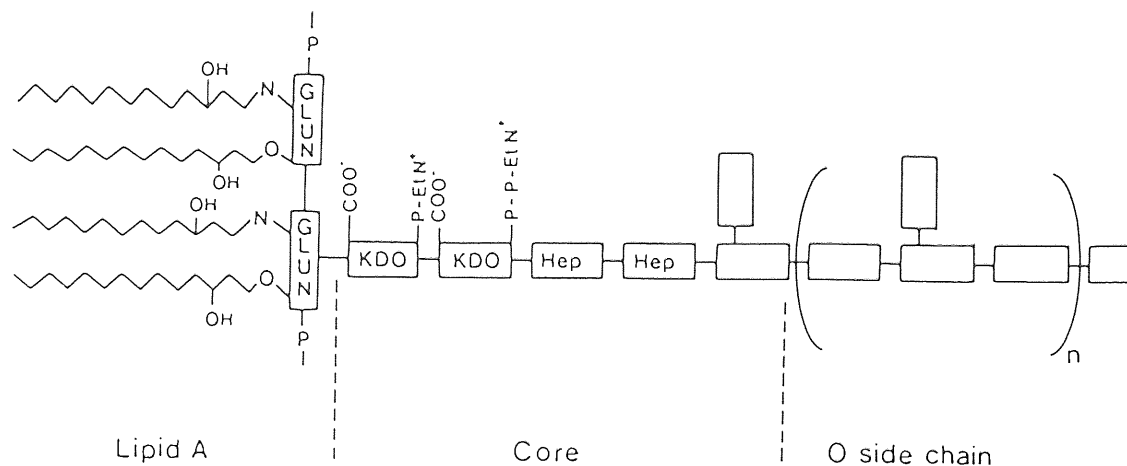 P
OH
N
GLUN
O
OH
COO⁻
P-EtN⁺
COO⁻
P-P-EtN⁺
OH
N
GLUN
KDO
KDO
Hep
Hep
O
OH
P
n
Lipid A
Core
O side chain